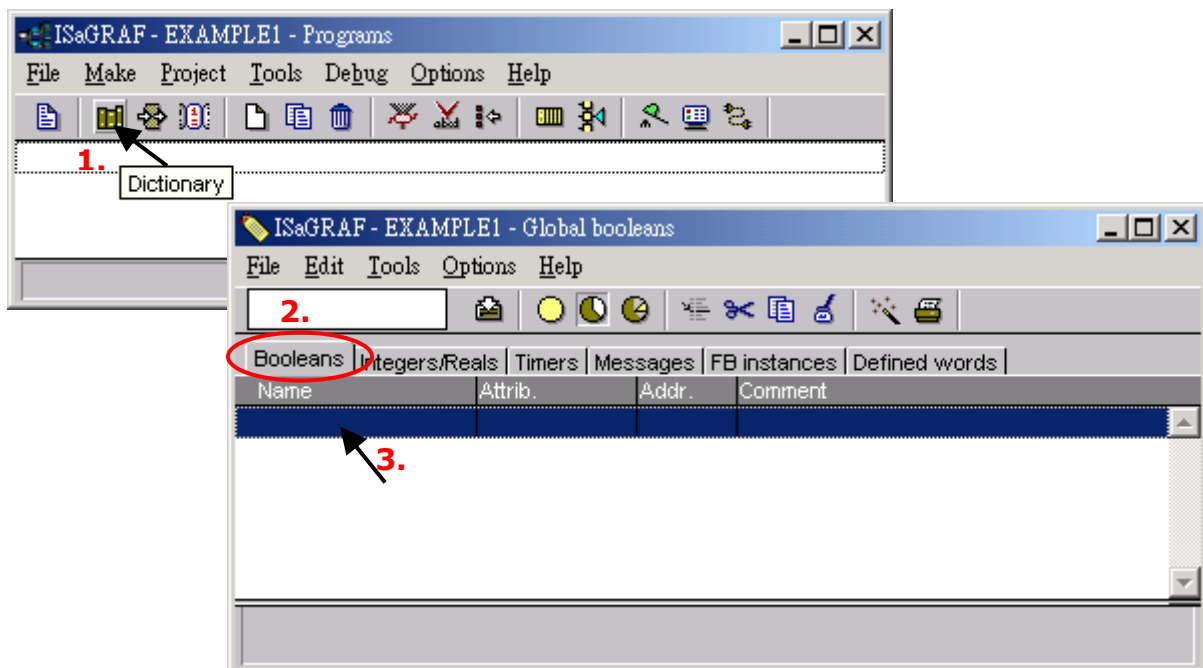 ISaGRAF - EXAMPLE1 - Programs
File Make Project Tools Debug Options Help
1.
Dictionary
ISaGRAF - EXAMPLE1 - Global booleans
File Edit Tools Options Help
2.
Booleans Integers/Reals Timers Messages FB instances Defined words
Name Attrib. Addr. Comment
3.